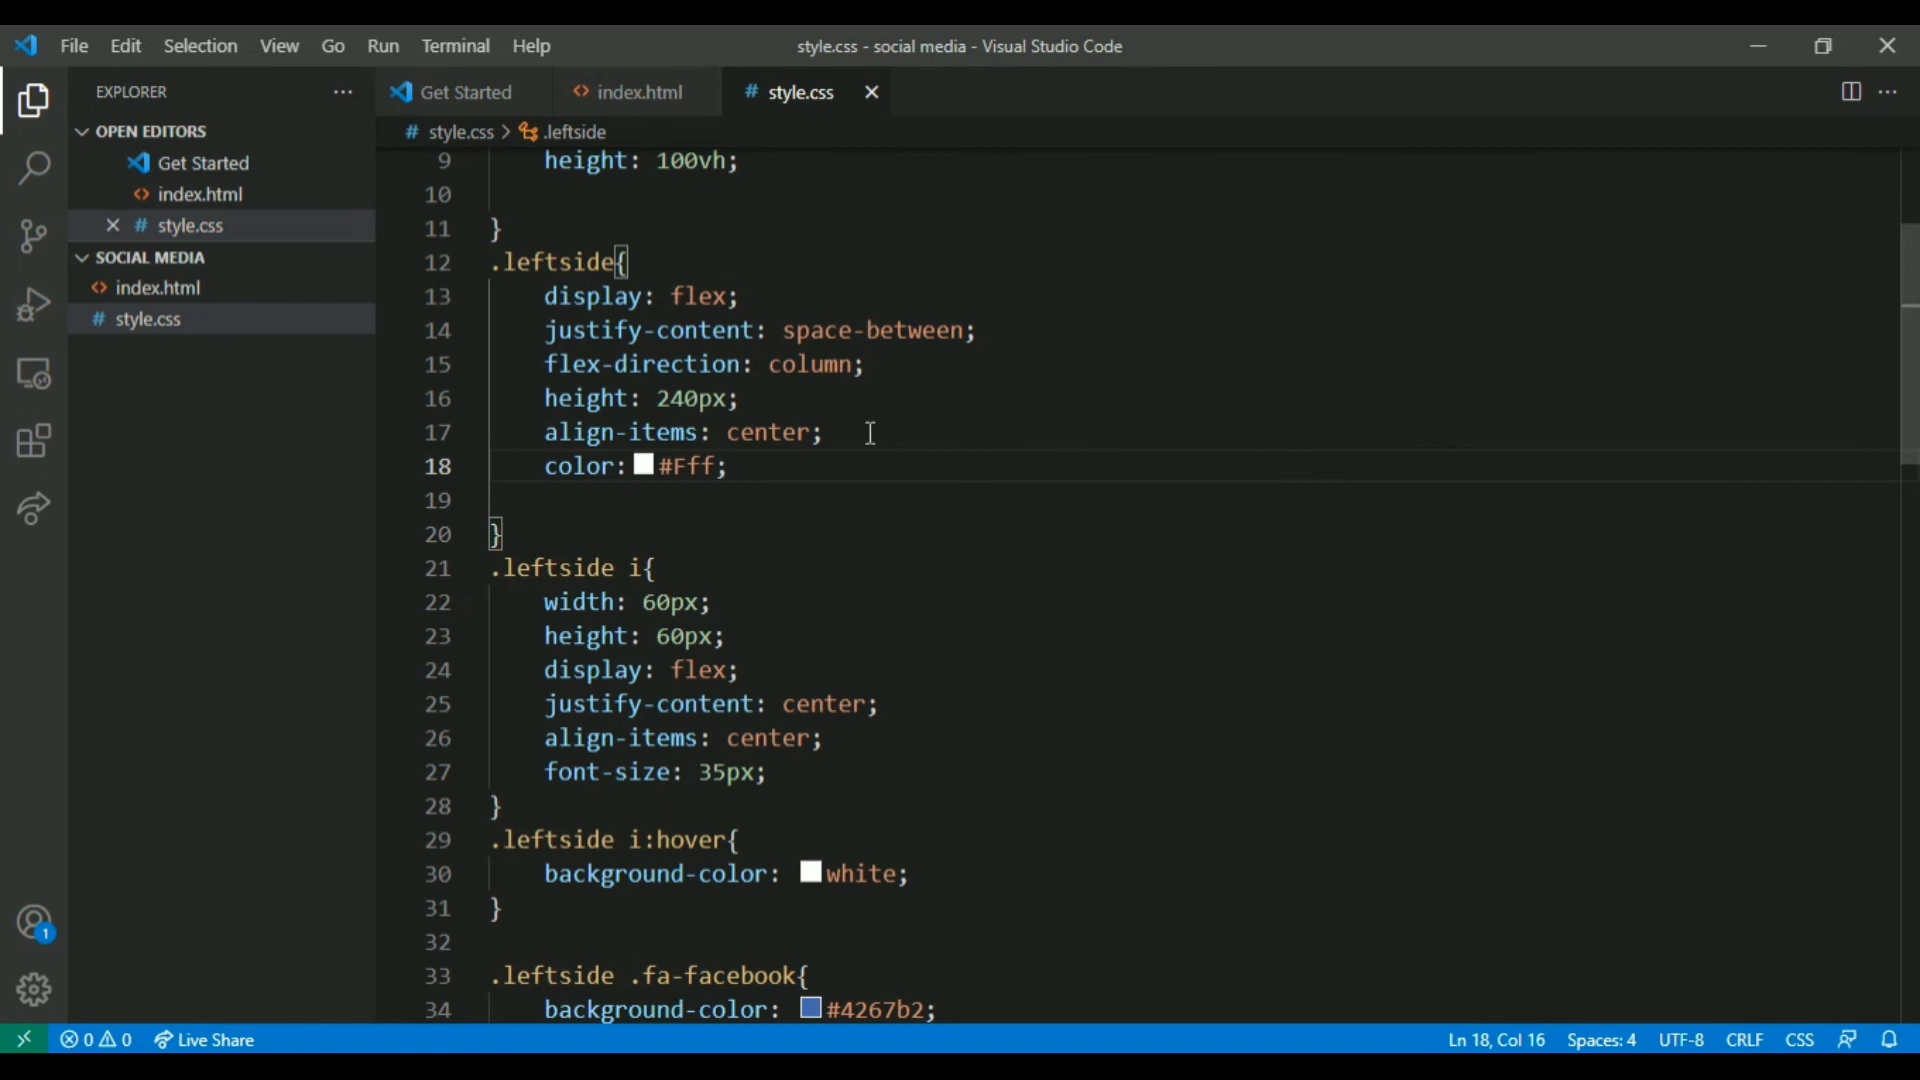 File Edit Selection View Go Run Terminal Help style.css - social media - Visual Studio Code
EXPLORER ··· Get Started <> index.html # style.css ×
OPEN EDITORS
Get Started
<> index.html
× # style.css
SOCIAL MEDIA
<> index.html
# style.css
# style.css > .leftside
9 height: 100vh;
10
11 }
12 .leftside{
13 display: flex;
14 justify-content: space-between;
15 flex-direction: column;
16 height: 240px;
17 align-items: center;
18 color: #Fff;
19
20 }
21 .leftside i{
22 width: 60px;
23 height: 60px;
24 display: flex;
25 justify-content: center;
26 align-items: center;
27 font-size: 35px;
28 }
29 .leftside i:hover{
30 background-color: white;
31 }
32
33 .leftside .fa-facebook{
34 background-color: #4267b2;
1
0 0 Live Share Ln 18, Col 16 Spaces: 4 UTF-8 CRLF CSS